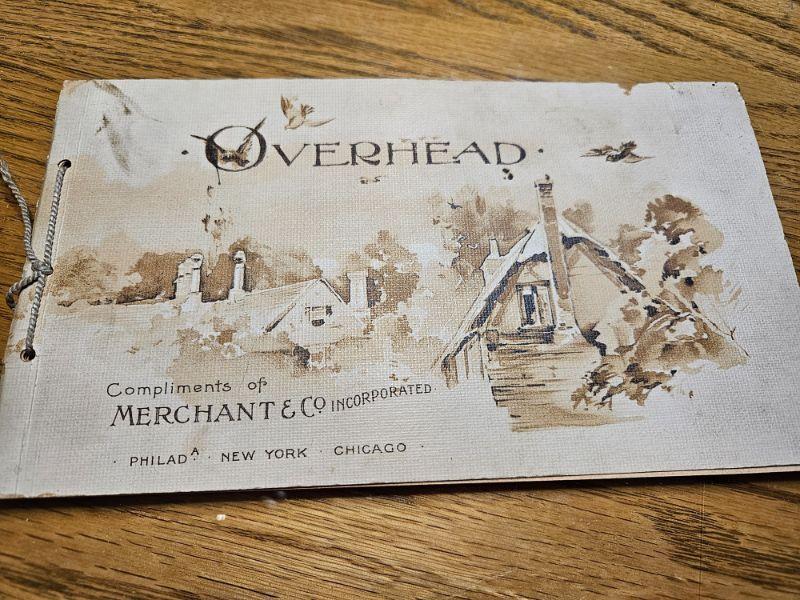 · OVERHEAD ·
Compliments of
MERCHANT & Co INCORPORATED.
· PHILADA. · NEW YORK · CHICAGO ·